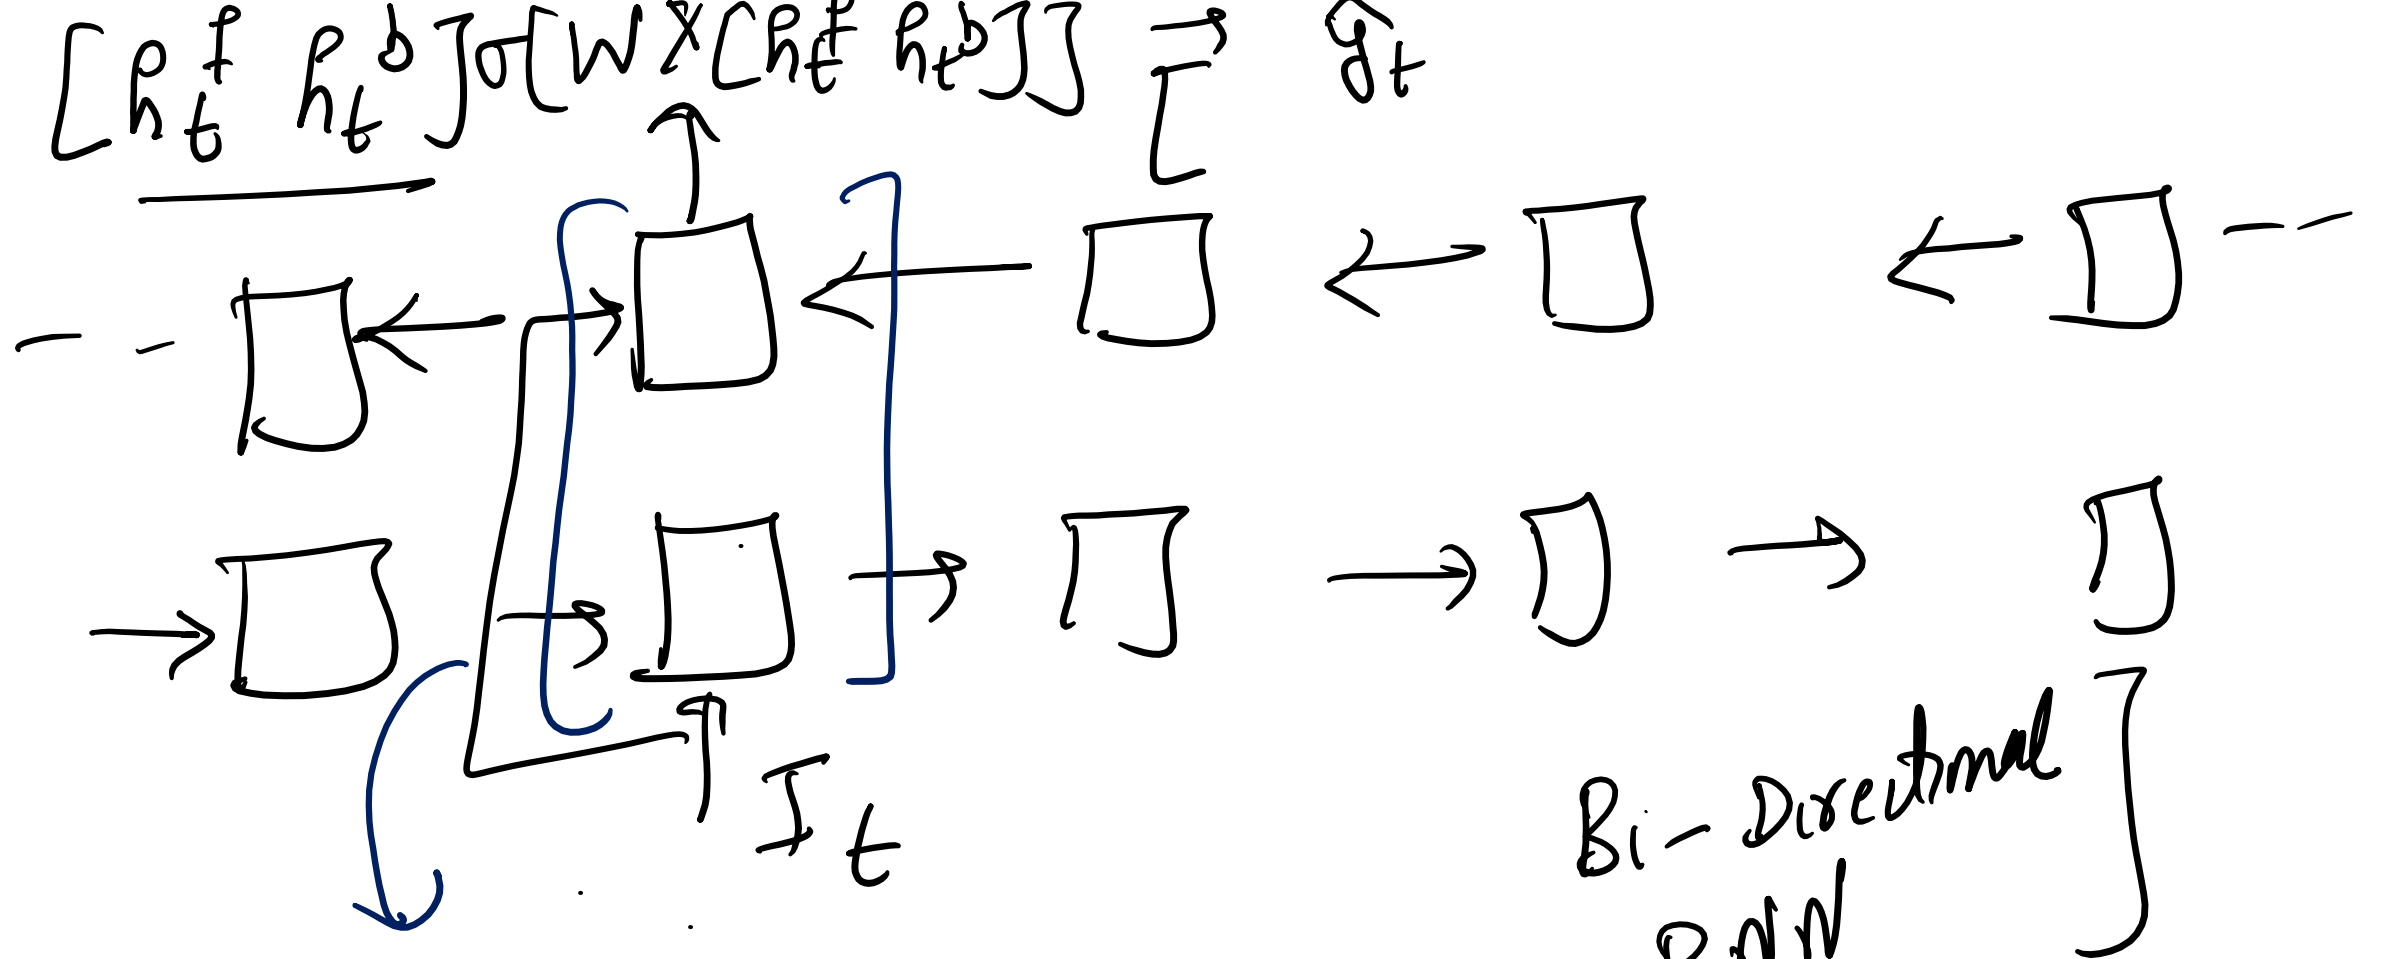 [h_t^f h_t^b] σ[W X [h_t^f h_t^b]] → ŷ_t
I_t
Bi - Directional
RNN